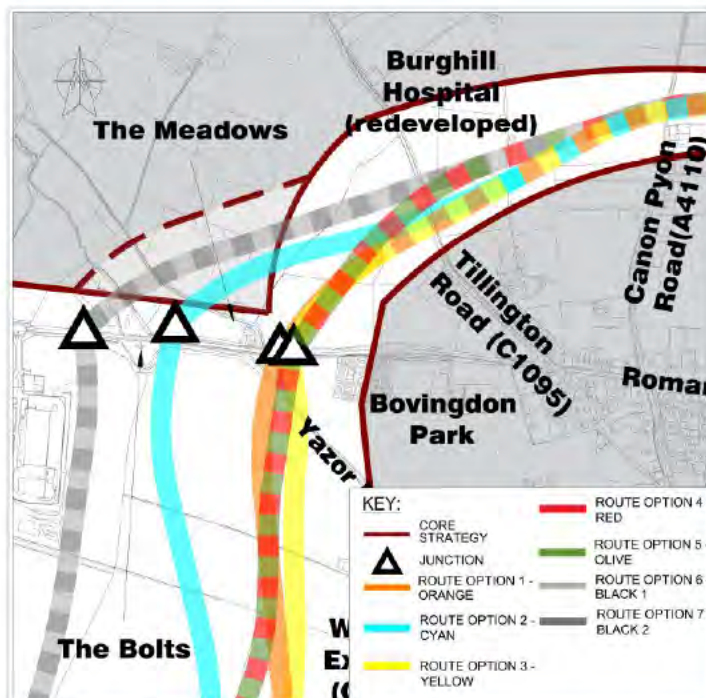 Burghill
Hospital
(redeveloped)
The Meadows
Canon Pyon
Road(A4110)
Tillington
Road (C1095)
Roman
Bovingdon
Park
Yazor
The Bolts
KEY:
CORE
STRATEGY
JUNCTION
ROUTE OPTION 1 -
ORANGE
ROUTE OPTION 2 -
CYAN
ROUTE OPTION 3 -
YELLOW
ROUTE OPTION 4
RED
ROUTE OPTION 5 -
OLIVE
ROUTE OPTION 6
BLACK 1
ROUTE OPTION 7
BLACK 2